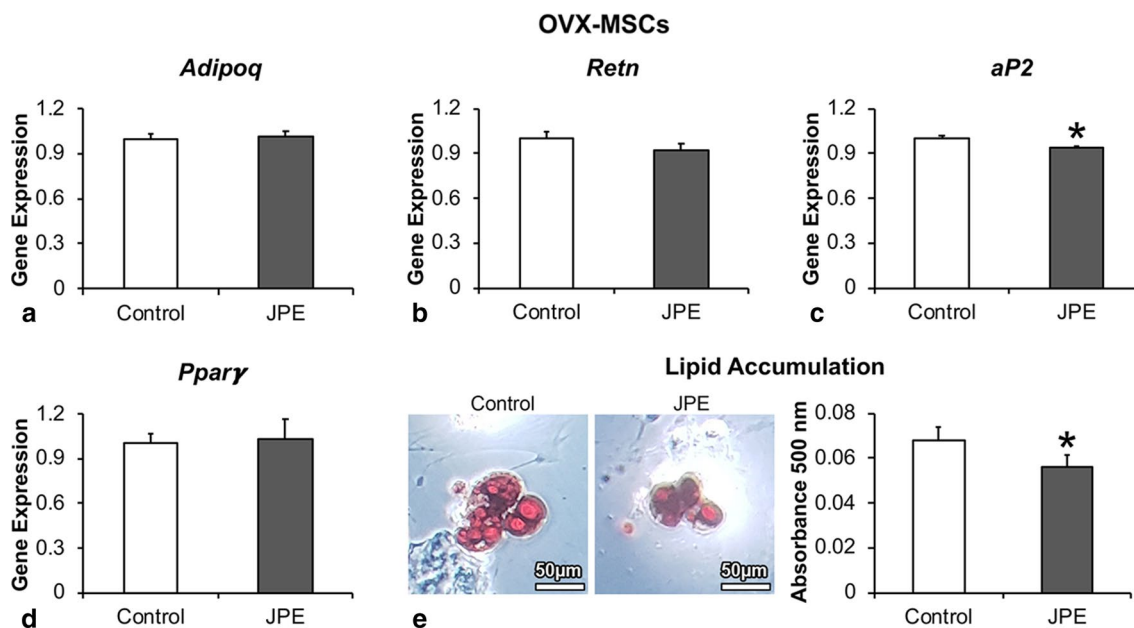 OVX-MSCs
Adipoq
Gene Expression
1.2
0.9
0.6
0.3
0
Control JPE
a
Retn
Gene Expression
1.2
0.9
0.6
0.3
0
Control JPE
b
aP2
Gene Expression
1.2
0.9
0.6
0.3
0
*
Control JPE
c
Pparγ
Gene Expression
1.2
0.9
0.6
0.3
0
Control JPE
d
Lipid Accumulation
Control JPE
50µm 50µm
e
Absorbance 500 nm
0.08
0.06
0.04
0.02
0
*
Control JPE